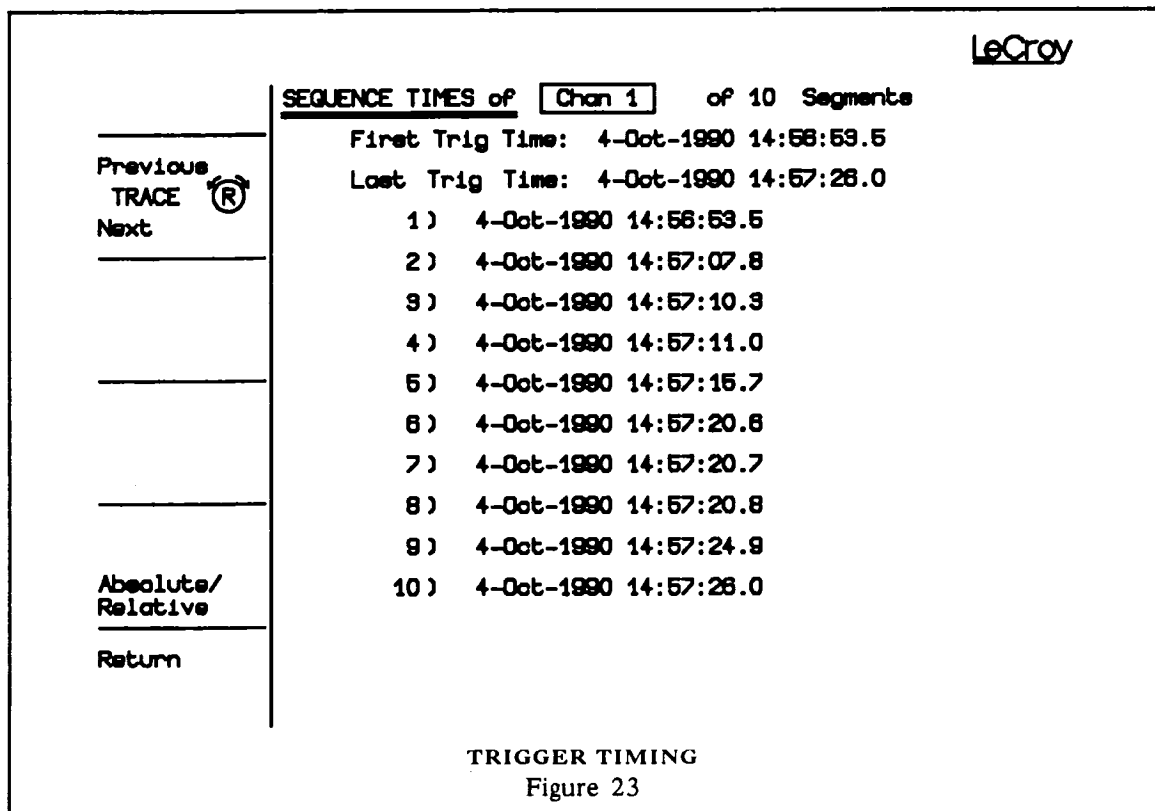 LeCroy
SEQUENCE TIMES of Chan 1 of 10 Segments
First Trig Time: 4-Oct-1990 14:56:53.5
Last Trig Time: 4-Oct-1990 14:57:26.0
Previous
TRACE R
Next
1) 4-Oct-1990 14:56:53.5
2) 4-Oct-1990 14:57:07.8
3) 4-Oct-1990 14:57:10.3
4) 4-Oct-1990 14:57:11.0
5) 4-Oct-1990 14:57:15.7
6) 4-Oct-1990 14:57:20.6
7) 4-Oct-1990 14:57:20.7
8) 4-Oct-1990 14:57:20.8
9) 4-Oct-1990 14:57:24.9
10) 4-Oct-1990 14:57:26.0
Absolute/
Relative
Return
TRIGGER TIMING
Figure 23